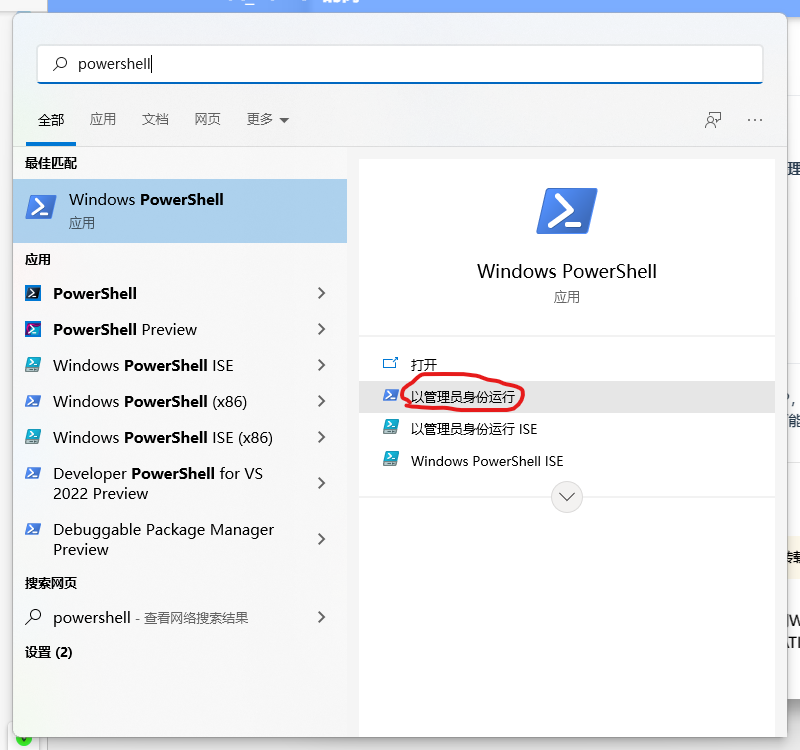 powershell
全部 应用 文档 网页 更多
最佳匹配
Windows PowerShell
应用
应用
PowerShell
PowerShell Preview
Windows PowerShell ISE
Windows PowerShell (x86)
Windows PowerShell ISE (x86)
Developer PowerShell for VS
2022 Preview
Debuggable Package Manager
Preview
搜索网页
powershell - 查看网络搜索结果
设置 (2)
Windows PowerShell
应用
打开
以管理员身份运行
以管理员身份运行 ISE
Windows PowerShell ISE